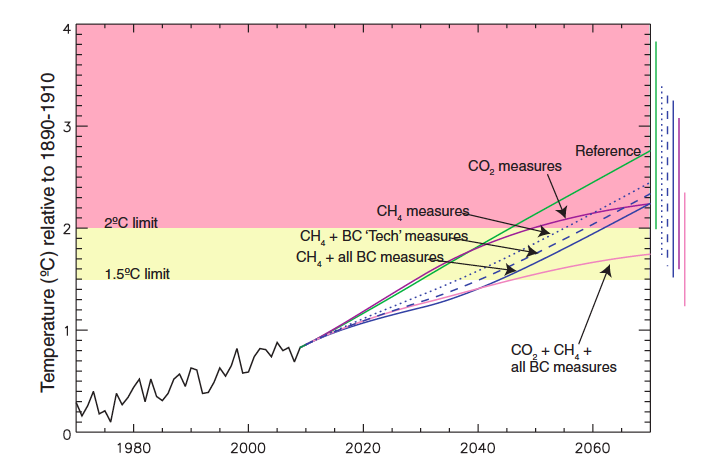 Temperature (ºC) relative to 1890-1910
4
3
2
1
0
1980
2000
2020
2040
2060
2ºC limit
1.5ºC limit
Reference
CO₂ measures
CH₄ measures
CH₄ + BC ‘Tech’ measures
CH₄ + all BC measures
CO₂ + CH₄ +
all BC measures